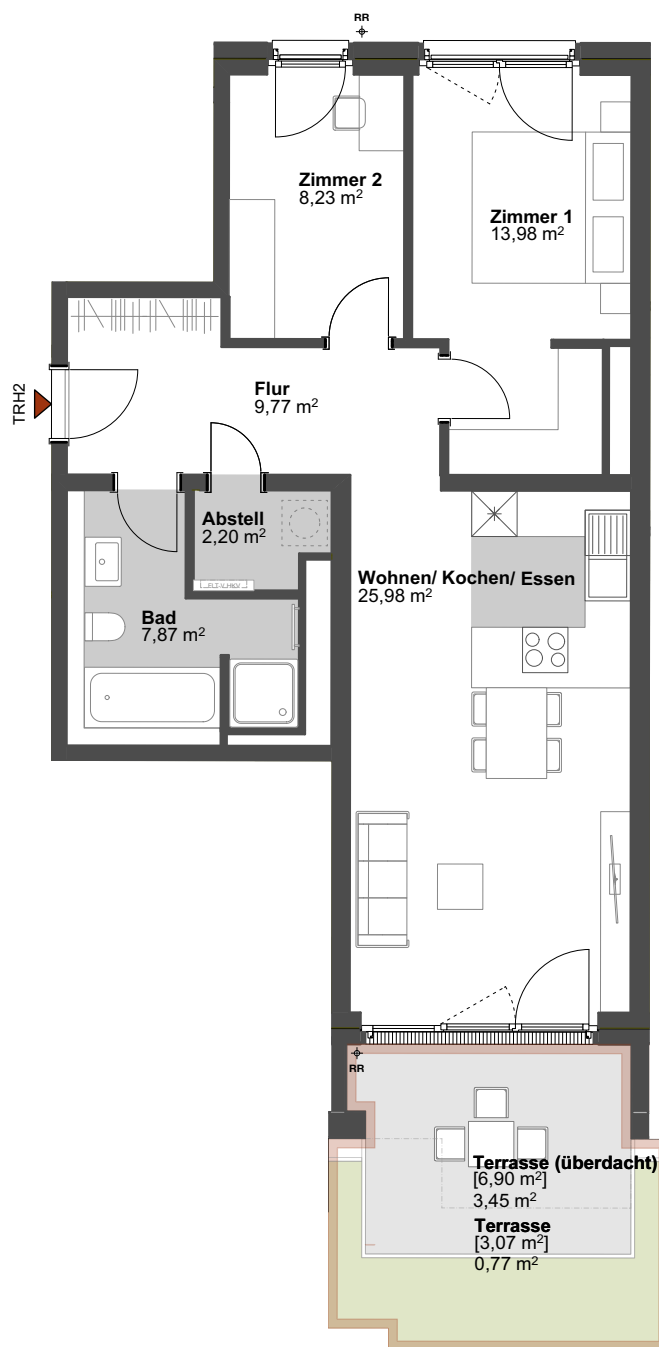 RR
Zimmer 2
8,23 m²
Zimmer 1
13,98 m²
TRH2
Flur
9,77 m²
Abstell
2,20 m²
Wohnen/ Kochen/ Essen
25,98 m²
Bad
7,87 m²
RR
Terrasse (überdacht)
[6,90 m²]
3,45 m²
Terrasse
[3,07 m²]
0,77 m²